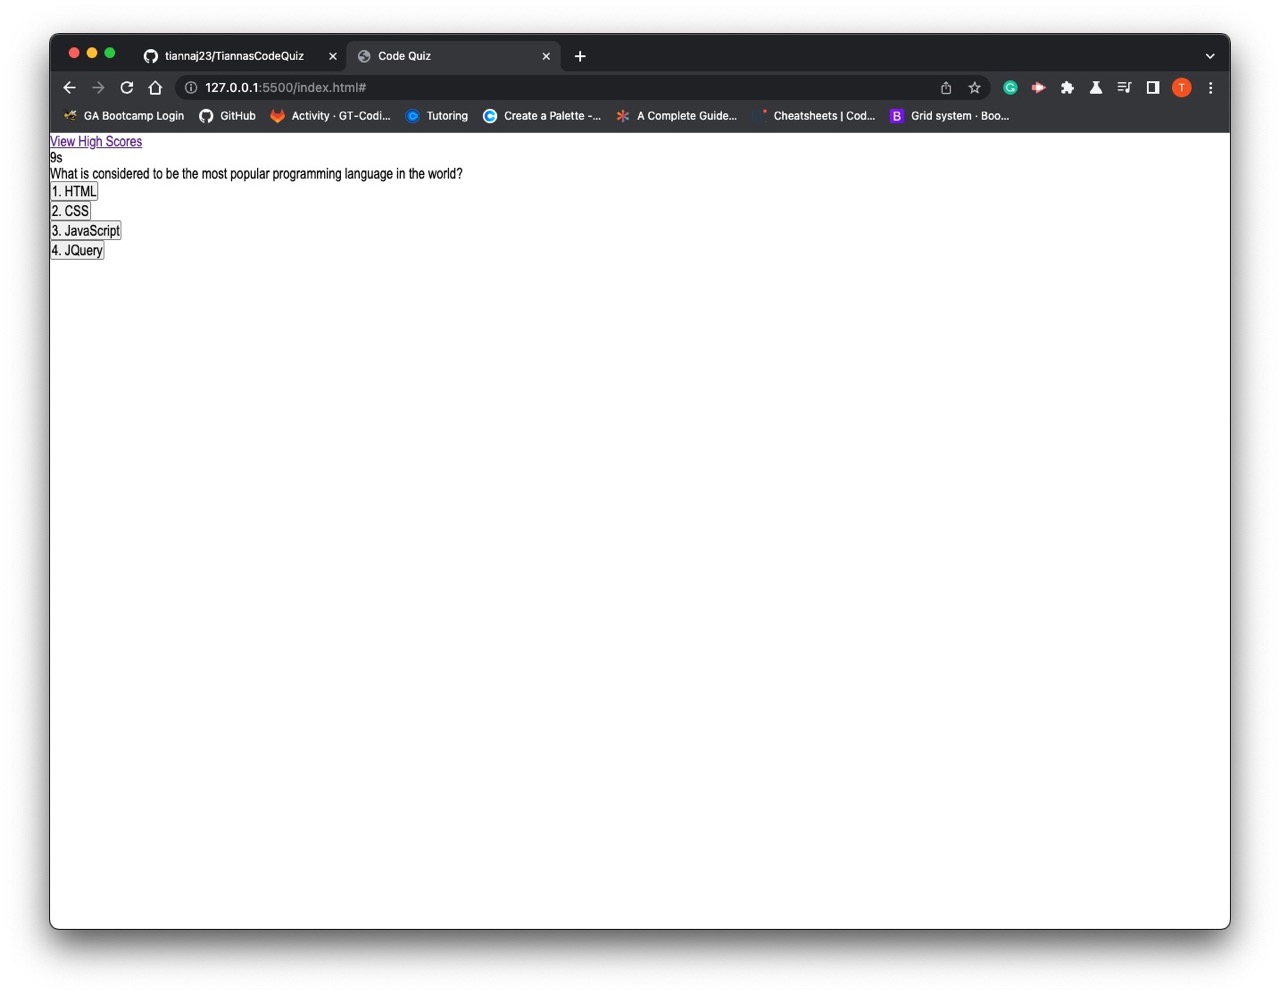 tiannaj23/TiannasCodeQuiz
Code Quiz
127.0.0.1:5500/index.html#
T
GA Bootcamp Login
GitHub
Activity · GT-Codi...
Tutoring
Create a Palette -...
A Complete Guide...
Cheatsheets | Cod...
B
Grid system · Boo...
View High Scores
9s
What is considered to be the most popular programming language in the world?
1. HTML
2. CSS
3. JavaScript
4. JQuery